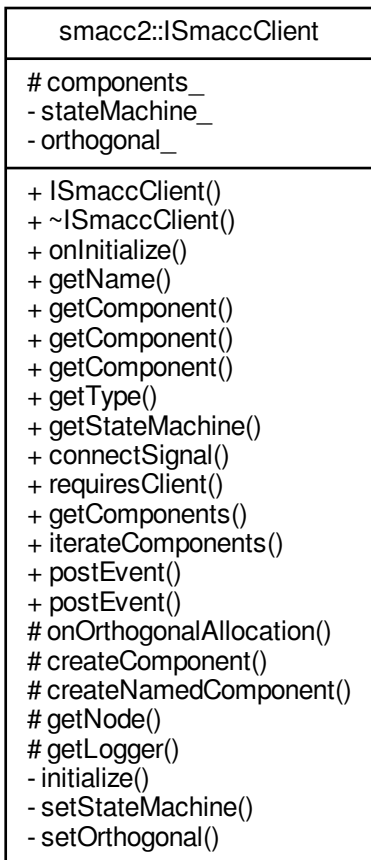 smacc2::ISmaccClient
# components_
- stateMachine_
- orthogonal_
+ ISmaccClient()
+ ~ISmaccClient()
+ onInitialize()
+ getName()
+ getComponent()
+ getComponent()
+ getComponent()
+ getType()
+ getStateMachine()
+ connectSignal()
+ requiresClient()
+ getComponents()
+ iterateComponents()
+ postEvent()
+ postEvent()
# onOrthogonalAllocation()
# createComponent()
# createNamedComponent()
# getNode()
# getLogger()
- initialize()
- setStateMachine()
- setOrthogonal()